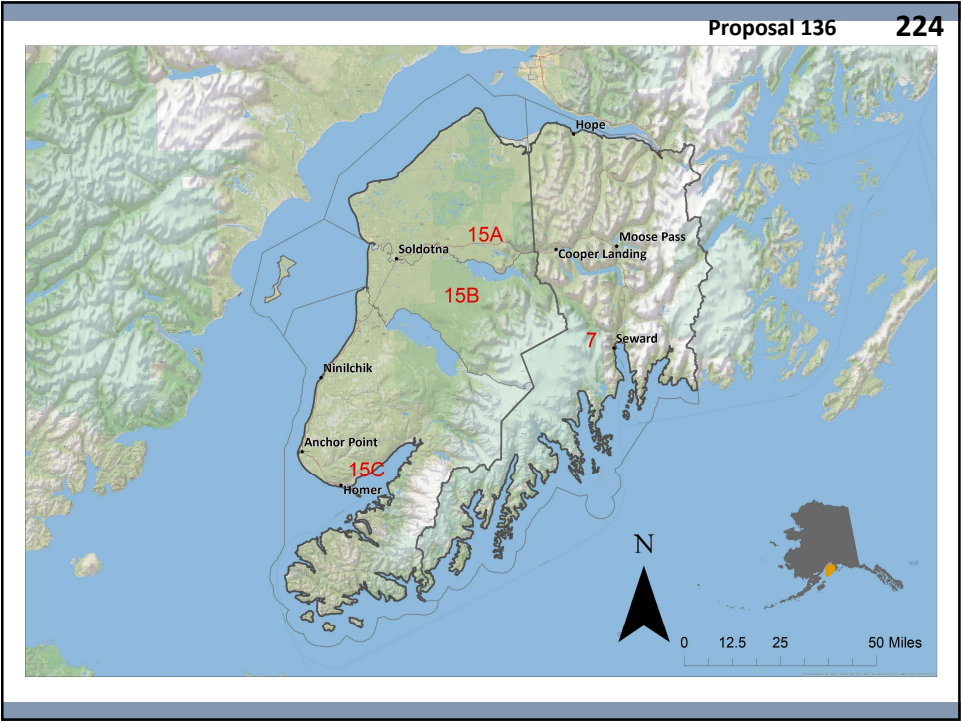 Proposal 136
224
Hope
15A
Moose Pass
Soldotna
Cooper Landing
15B
7
Seward
Ninilchik
Anchor Point
15C
Homer
N
0 12.5 25 50 Miles